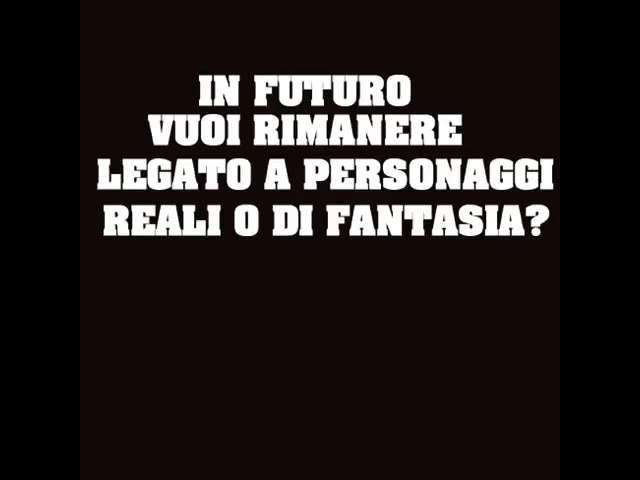 IN FUTURO
VUOI RIMANERE
LEGATO A PERSONAGGI
REALI O DI FANTASIA?